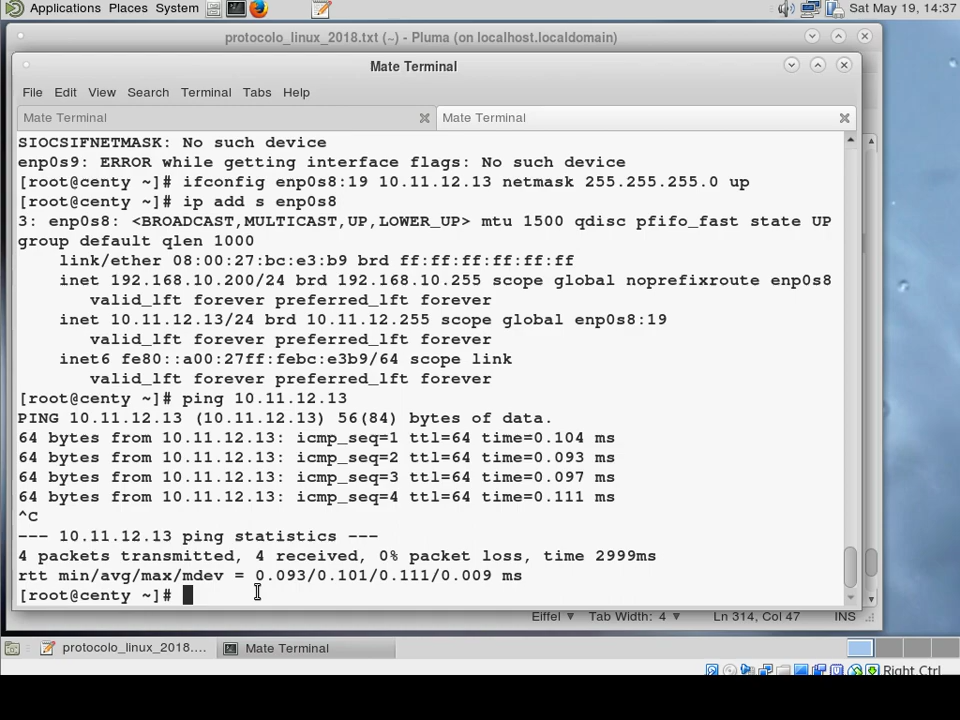 Applications Places System Sat May 19, 14:37
protocolo_linux_2018.txt (~) - Pluma (on localhost.localdomain)
Mate Terminal
File Edit View Search Terminal Tabs Help
Mate Terminal Mate Terminal
SIOCSIFNETMASK: No such device
enp0s9: ERROR while getting interface flags: No such device
[root@centy ~]# ifconfig enp0s8:19 10.11.12.13 netmask 255.255.255.0 up
[root@centy ~]# ip add s enp0s8
3: enp0s8: <BROADCAST,MULTICAST,UP,LOWER_UP> mtu 1500 qdisc pfifo_fast state UP
group default qlen 1000
link/ether 08:00:27:bc:e3:b9 brd ff:ff:ff:ff:ff:ff
inet 192.168.10.200/24 brd 192.168.10.255 scope global noprefixroute enp0s8
valid_lft forever preferred_lft forever
inet 10.11.12.13/24 brd 10.11.12.255 scope global enp0s8:19
valid_lft forever preferred_lft forever
inet6 fe80::a00:27ff:febc:e3b9/64 scope link
valid_lft forever preferred_lft forever
[root@centy ~]# ping 10.11.12.13
PING 10.11.12.13 (10.11.12.13) 56(84) bytes of data.
64 bytes from 10.11.12.13: icmp_seq=1 ttl=64 time=0.104 ms
64 bytes from 10.11.12.13: icmp_seq=2 ttl=64 time=0.093 ms
64 bytes from 10.11.12.13: icmp_seq=3 ttl=64 time=0.097 ms
64 bytes from 10.11.12.13: icmp_seq=4 ttl=64 time=0.111 ms
^C
--- 10.11.12.13 ping statistics ---
4 packets transmitted, 4 received, 0% packet loss, time 2999ms
rtt min/avg/max/mdev = 0.093/0.101/0.111/0.009 ms
[root@centy ~]#
Eiffel Tab Width: 4 Ln 314, Col 47 INS
protocolo_linux_2018.... Mate Terminal
Right Ctrl